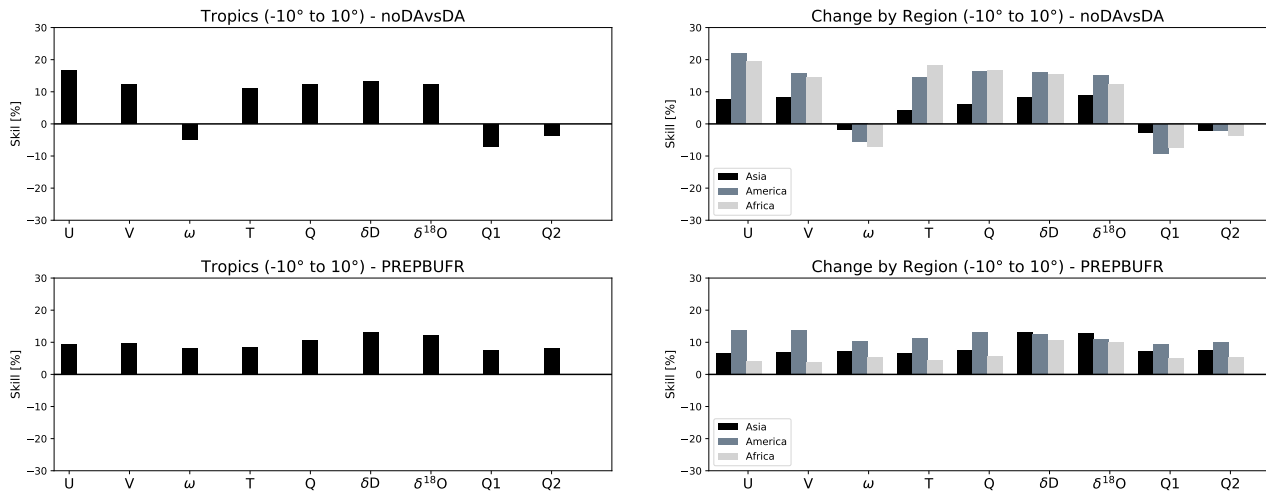 Tropics (-10° to 10°) - noDAvsDA
Skil [%]
30
20
10
0
−10
−20
−30
U V ω T Q δD δ¹⁸O Q1 Q2
Change by Region (-10° to 10°) - noDAvsDA
Skill [%]
30
20
10
0
−10
−20
−30
Asia
America
Africa
U V ω T Q δD δ¹⁸O Q1 Q2
Tropics (-10° to 10°) - PREPBUFR
Skill [%]
30
20
10
0
−10
−20
−30
U V ω T Q δD δ¹⁸O Q1 Q2
Change by Region (-10° to 10°) - PREPBUFR
Skill [%]
30
20
10
0
−10
−20
−30
Asia
America
Africa
U V ω T Q δD δ¹⁸O Q1 Q2